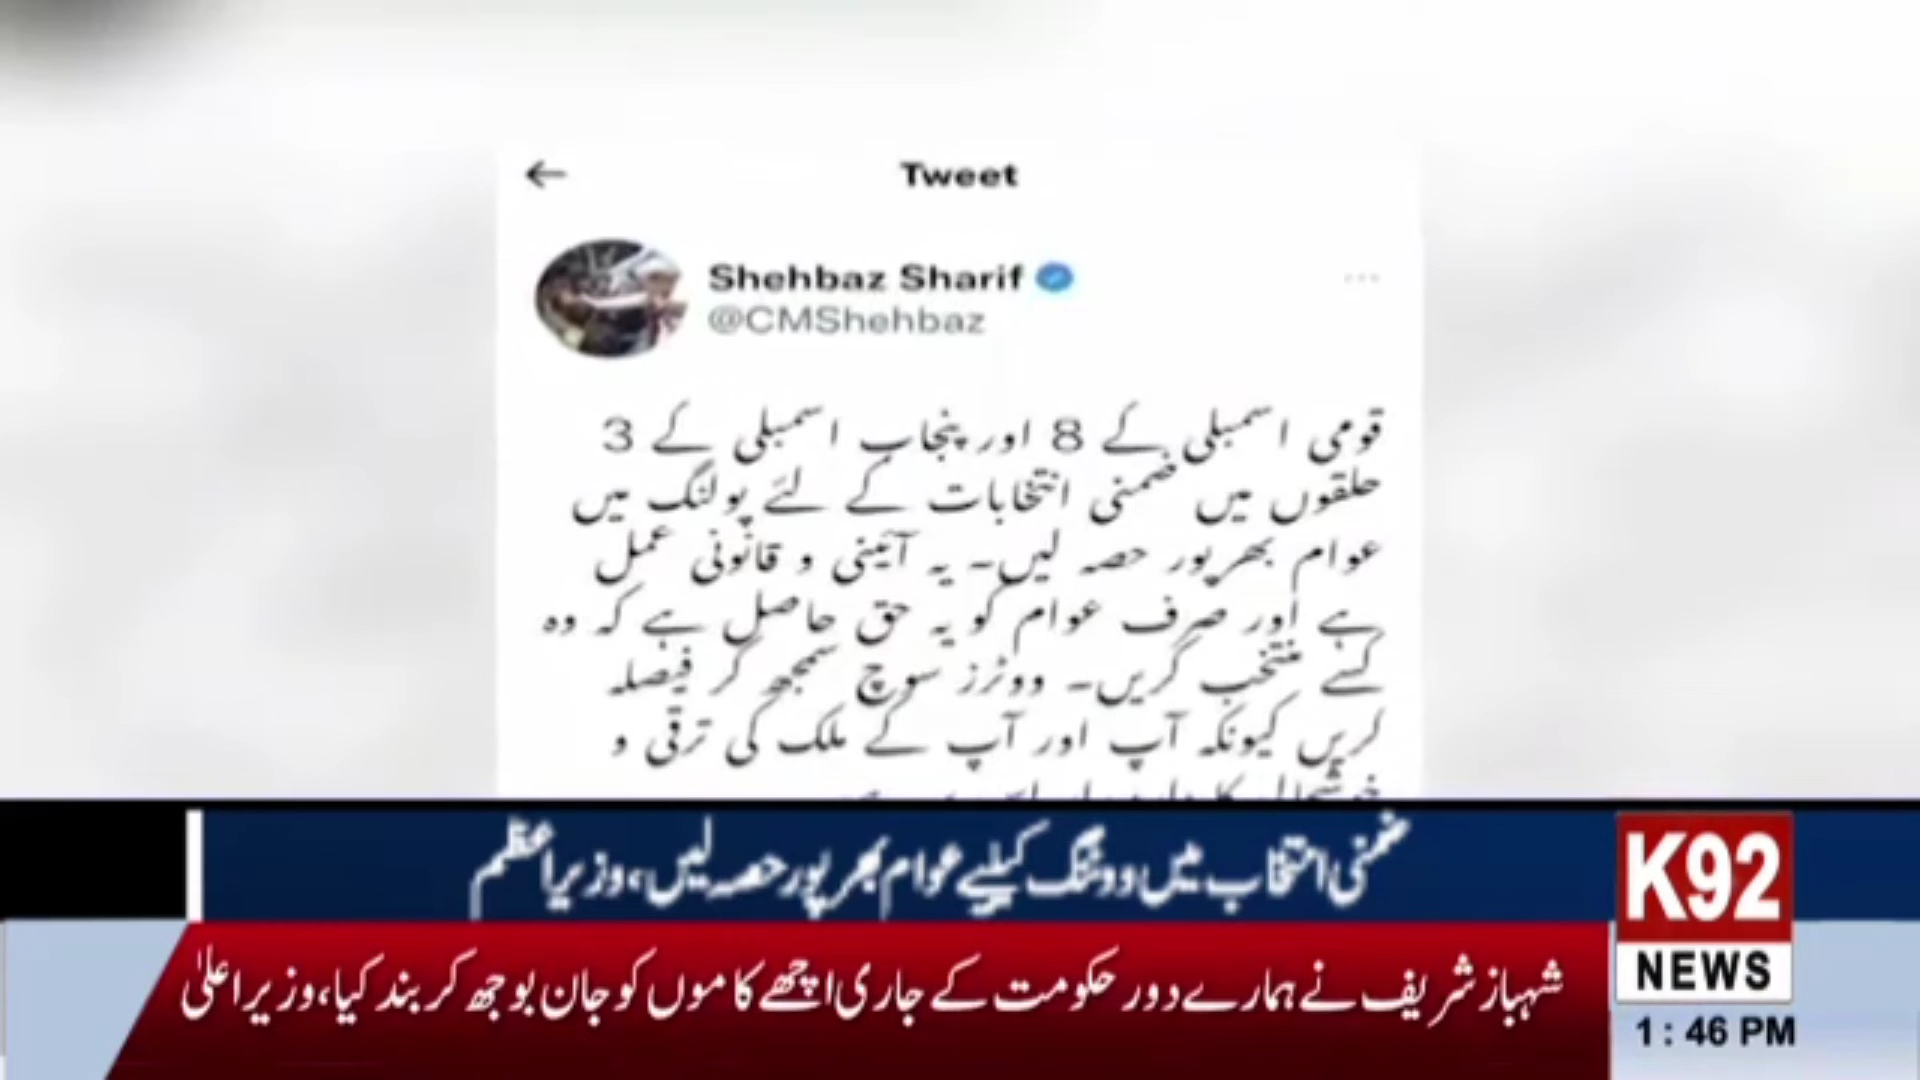 Tweet
Shehbaz Sharif
@CMShehbaz
قومی اسمبلی کے 8 اور پنجاب اسمبلی کے 3
حلقوں میں ضمنی انتخابات کے لئے پولنگ میں
عوام بھرپور حصہ لیں۔ یہ آئینی و قانونی عمل
ہے اور صرف عوام کو یہ حق حاصل ہے کہ وہ
کسے منتخب کریں۔ ووٹرز سوچ سمجھ کر فیصلہ
کریں کیونکہ آپ اور آپ کے ملک کی ترقی و
ضمنی انتخاب میں ووٹنگ کیلیے عوام بھرپور حصہ لیں، وزیراعظم
شہباز شریف نے ہمارے دور حکومت کے جاری اچھے کاموں کو جان بوجھ کر بند کیا، وزیراعلیٰ
K92
NEWS
1:46 PM